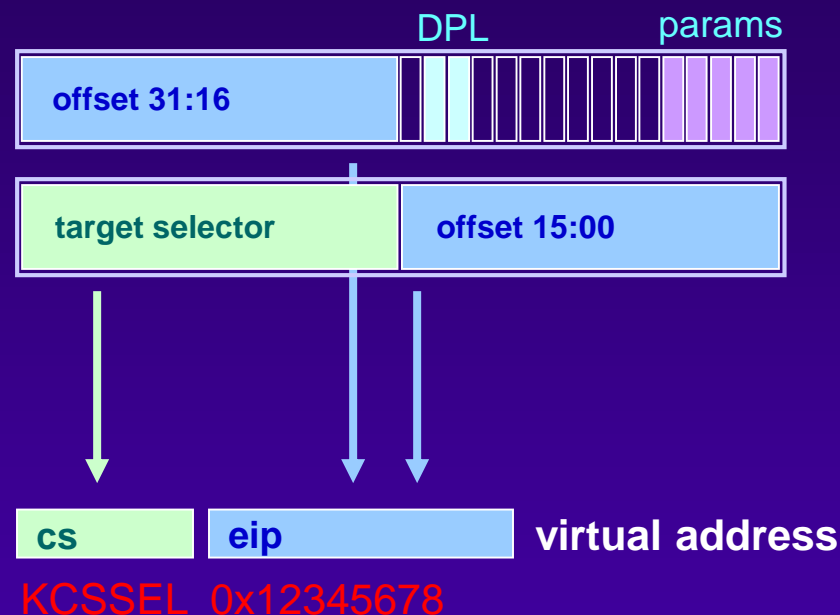 DPL params
offset 31:16
target selector offset 15:00
cs eip virtual address
KCSSEL 0x12345678